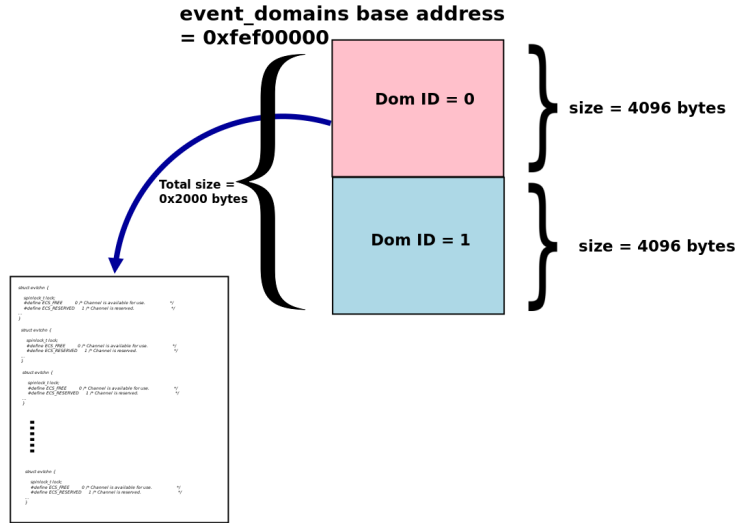 event_domains base address
= 0xfef00000
Dom ID = 0
size = 4096 bytes
Total size =
0x2000 bytes
Dom ID = 1
size = 4096 bytes
struct evtchn {
spinlock_t lock;
#define ECS_FREE 0 /* Channel is available for use. */
#define ECS_RESERVED 1 /* Channel is reserved. */
...
}
struct evtchn {
spinlock_t lock;
#define ECS_FREE 0 /* Channel is available for use. */
#define ECS_RESERVED 1 /* Channel is reserved. */
...
}
struct evtchn {
spinlock_t lock;
#define ECS_FREE 0 /* Channel is available for use. */
#define ECS_RESERVED 1 /* Channel is reserved. */
...
}
struct evtchn {
spinlock_t lock;
#define ECS_FREE 0 /* Channel is available for use. */
#define ECS_RESERVED 1 /* Channel is reserved. */
...
}